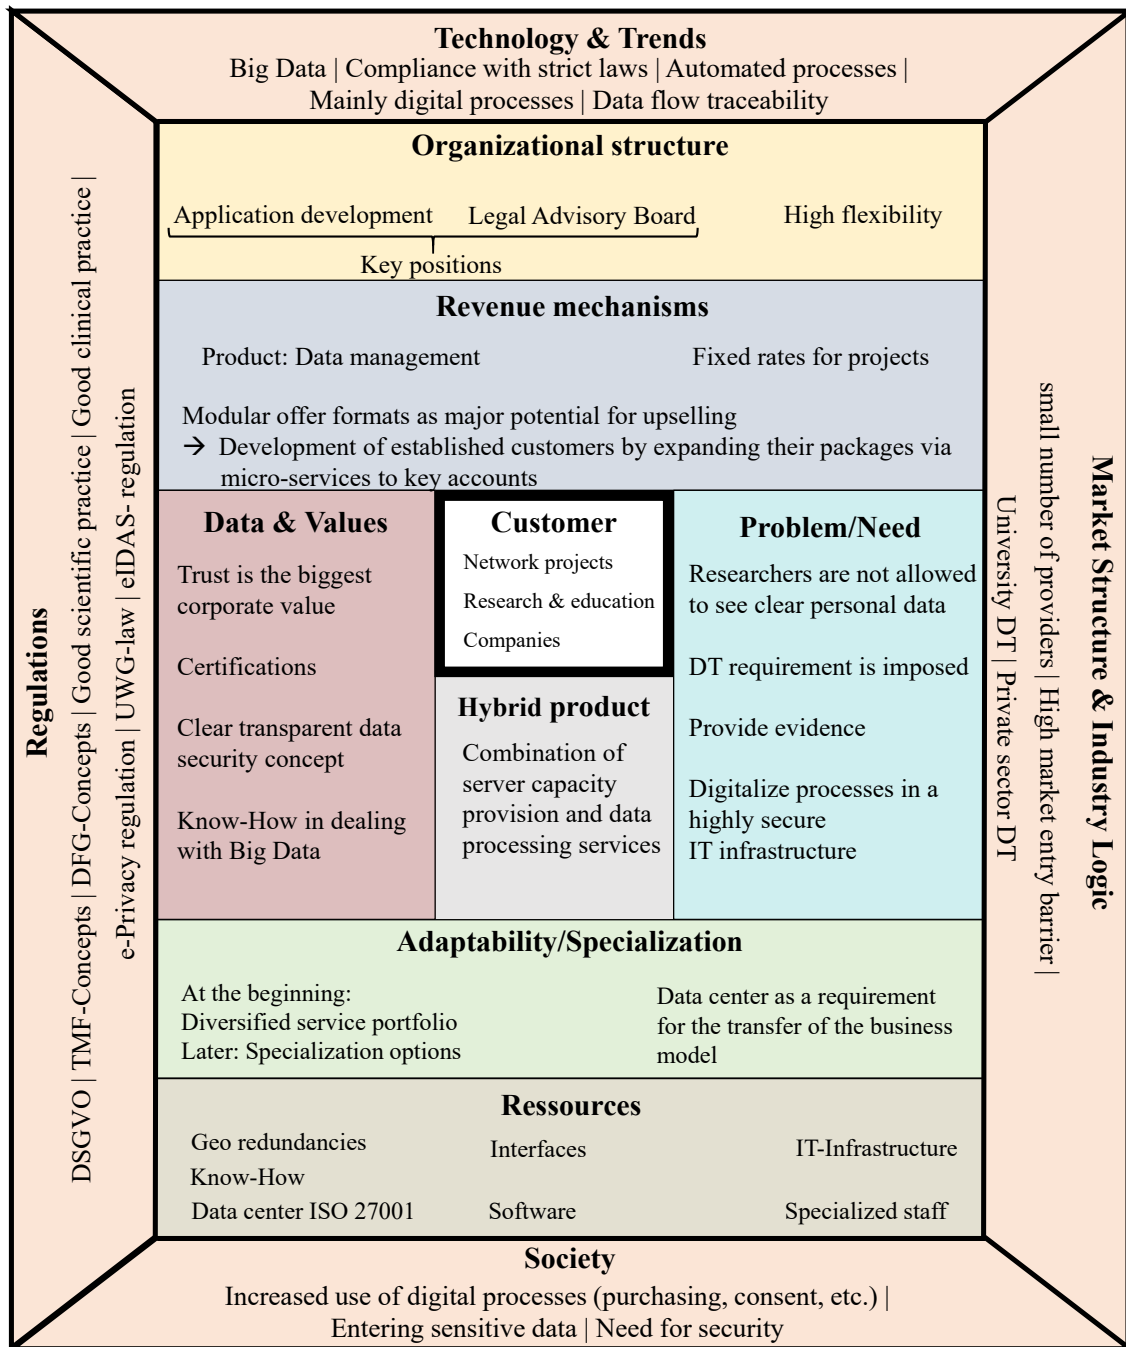 Technology & Trends
Big Data | Compliance with strict laws | Automated processes |
Mainly digital processes | Data flow traceability
Regulations
DSGVO | TMF-Concepts | DFG-Concepts | Good scientific practice | Good clinical practice |
e-Privacy regulation | UWG-law | eIDAS- regulation
Organizational structure
Application development Legal Advisory Board High flexibility
Key positions
Revenue mechanisms
Product: Data management Fixed rates for projects
Modular offer formats as major potential for upselling
→ Development of established customers by expanding their packages via
micro-services to key accounts
Data & Values
Trust is the biggest
corporate value
Certifications
Clear transparent data
security concept
Know-How in dealing
with Big Data
Customer
Network projects
Research & education
Companies
Hybrid product
Combination of
server capacity
provision and data
processing services
Problem/Need
Researchers are not allowed
to see clear personal data
DT requirement is imposed
Provide evidence
Digitalize processes in a
highly secure
IT infrastructure
Adaptability/Specialization
At the beginning:
Diversified service portfolio
Later: Specialization options
Data center as a requirement
for the transfer of the business
model
Ressources
Geo redundancies
Know-How
Data center ISO 27001
Interfaces
Software
IT-Infrastructure
Specialized staff
Market Structure & Industry Logic
small number of providers | High market entry barrier |
University DT | Private sector DT
Society
Increased use of digital processes (purchasing, consent, etc.) |
Entering sensitive data | Need for security